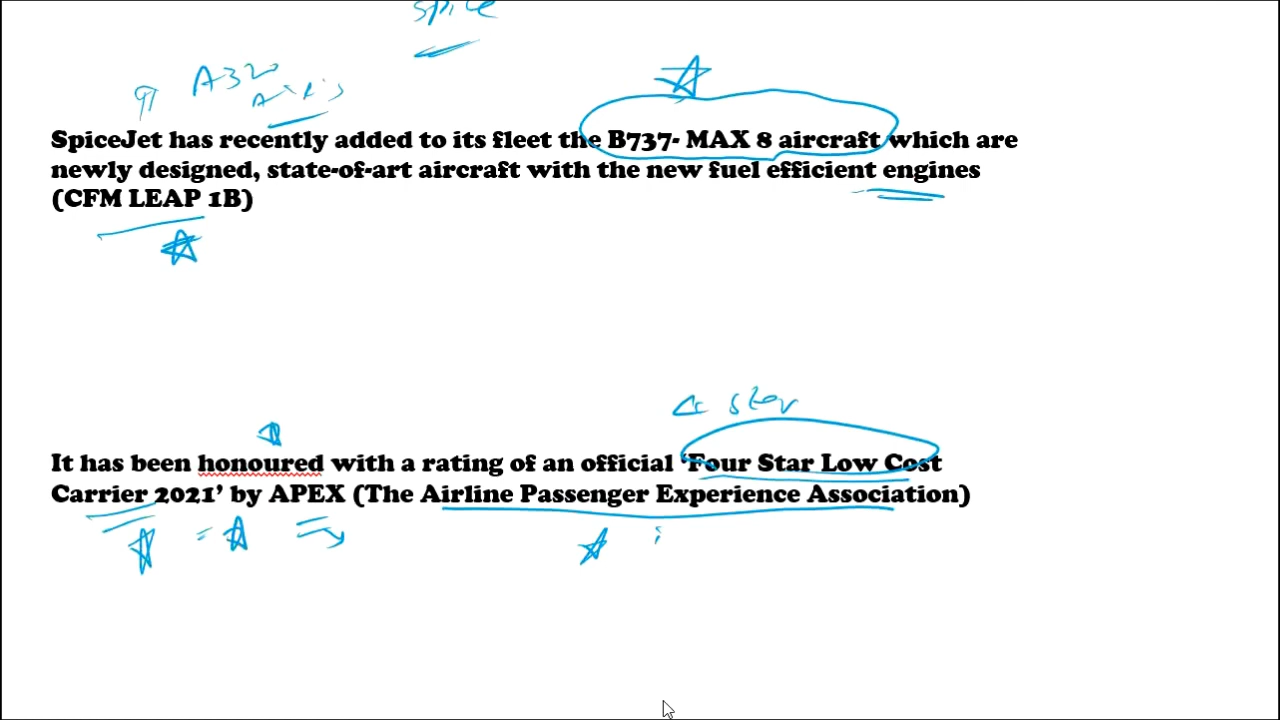 spice
A320
SpiceJet has recently added to its fleet the B737- MAX 8 aircraft which are
newly designed, state-of-art aircraft with the new fuel efficient engines
(CFM LEAP 1B)
4 star
It has been honoured with a rating of an official ‘Four Star Low Cost
Carrier 2021’ by APEX (The Airline Passenger Experience Association)